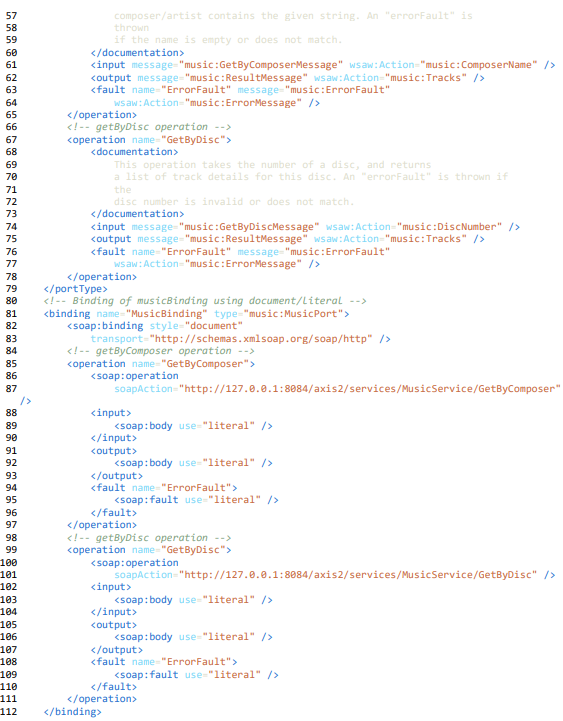 57 composer/artist contains the given string. An "errorFault" is
58 thrown
59 if the name is empty or does not match.
60 </documentation>
61 <input message="music:GetByComposerMessage" wsaw:Action="music:ComposerName" />
62 <output message="music:ResultMessage" wsaw:Action="music:Tracks" />
63 <fault name="ErrorFault" message="music:ErrorFault"
64 wsaw:Action="music:ErrorMessage" />
65 </operation>
66 <!-- getByDisc operation -->
67 <operation name="GetByDisc">
68 <documentation>
69 This operation takes the number of a disc, and returns
70 a list of track details for this disc. An "errorFault" is thrown if
71 the
72 disc number is invalid or does not match.
73 </documentation>
74 <input message="music:GetByDiscMessage" wsaw:Action="music:DiscNumber" />
75 <output message="music:ResultMessage" wsaw:Action="music:Tracks" />
76 <fault name="ErrorFault" message="music:ErrorFault"
77 wsaw:Action="music:ErrorMessage" />
78 </operation>
79 </portType>
80 <!-- Binding of musicBinding using document/Literal -->
81 <binding name="MusicBinding" type="music:MusicPort">
82 <soap:binding style="document"
83 transport="http://schemas.xmlsoap.org/soap/http" />
84 <!-- getByComposer operation -->
85 <operation name="GetByComposer">
86 <soap:operation
87 soapAction="http://127.0.0.1:8084/axis2/services/MusicService/GetByComposer"
/>
88 <input>
89 <soap:body use="literal" />
90 </input>
91 <output>
92 <soap:body use="literal" />
93 </output>
94 <fault name="ErrorFault">
95 <soap:fault use="literal" />
96 </fault>
97 </operation>
98 <!-- getByDisc operation -->
99 <operation name="GetByDisc">
100 <soap:operation
101 soapAction="http://127.0.0.1:8084/axis2/services/MusicService/GetByDisc" />
102 <input>
103 <soap:body use="literal" />
104 </input>
105 <output>
106 <soap:body use="literal" />
107 </output>
108 <fault name="ErrorFault">
109 <soap:fault use="literal" />
110 </fault>
111 </operation>
112 </binding>